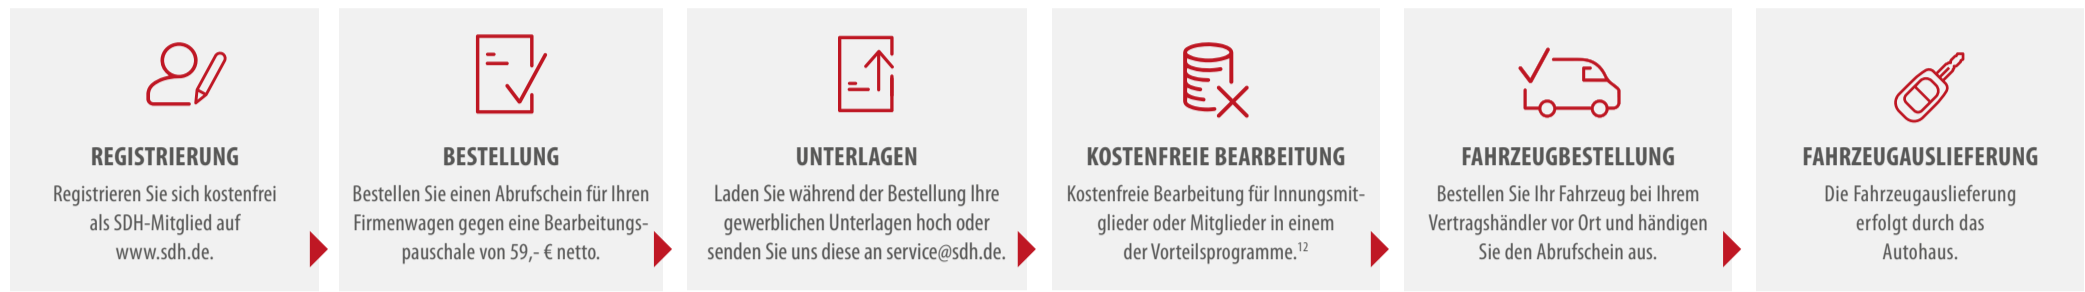 REGISTRIERUNG
Registrieren Sie sich kostenfrei
als SDH-Mitglied auf
www.sdh.de.
BESTELLUNG
Bestellen Sie einen Abrufschein für Ihren
Firmenwagen gegen eine Bearbeitungs-
pauschale von 59,- € netto.
UNTERLAGEN
Laden Sie während der Bestellung Ihre
gewerblichen Unterlagen hoch oder
senden Sie uns diese an service@sdh.de.
KOSTENFREIE BEARBEITUNG
Kostenfreie Bearbeitung für Innungsmit-
glieder oder Mitglieder in einem
der Vorteilsprogramme.¹²
FAHRZEUGBESTELLUNG
Bestellen Sie Ihr Fahrzeug bei Ihrem
Vertragshändler vor Ort und händigen
Sie den Abrufschein aus.
FAHRZEUGAUSLIEFERUNG
Die Fahrzeugauslieferung
erfolgt durch das
Autohaus.